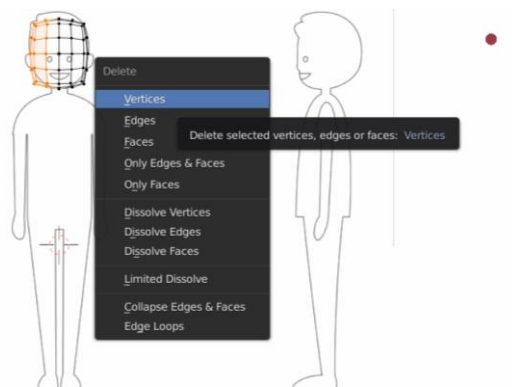 Delete
Vertices
Edges
Delete selected vertices, edges or faces: Vertices
Faces
Only Edges & Faces
Only Faces
Dissolve Vertices
Dissolve Edges
Dissolve Faces
Limited Dissolve
Collapse Edges & Faces
Edge Loops